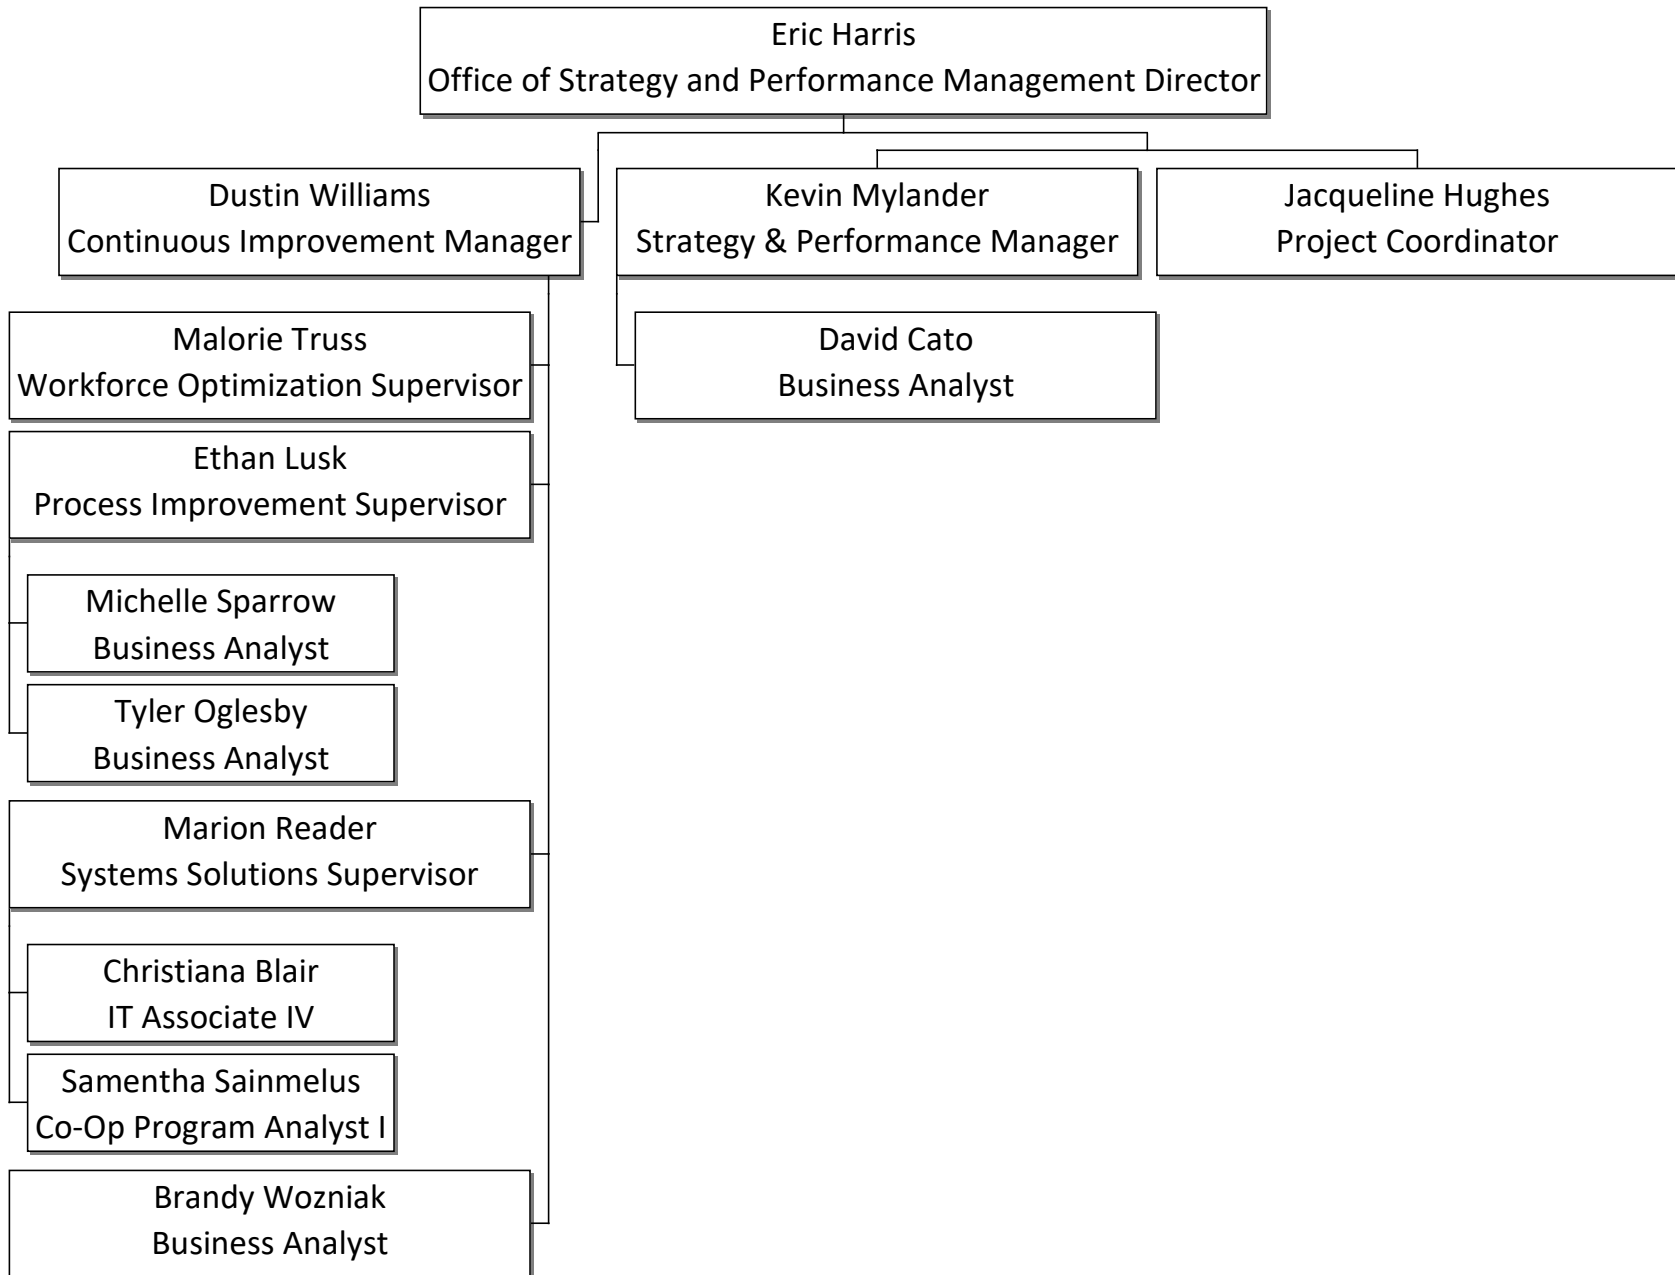 Eric Harris
Office of Strategy and Performance Management Director
Dustin Williams
Continuous Improvement Manager
Kevin Mylander
Strategy & Performance Manager
Jacqueline Hughes
Project Coordinator
Malorie Truss
Workforce Optimization Supervisor
David Cato
Business Analyst
Ethan Lusk
Process Improvement Supervisor
Michelle Sparrow
Business Analyst
Tyler Oglesby
Business Analyst
Marion Reader
Systems Solutions Supervisor
Christiana Blair
IT Associate IV
Samentha Sainmelus
Co-Op Program Analyst I
Brandy Wozniak
Business Analyst